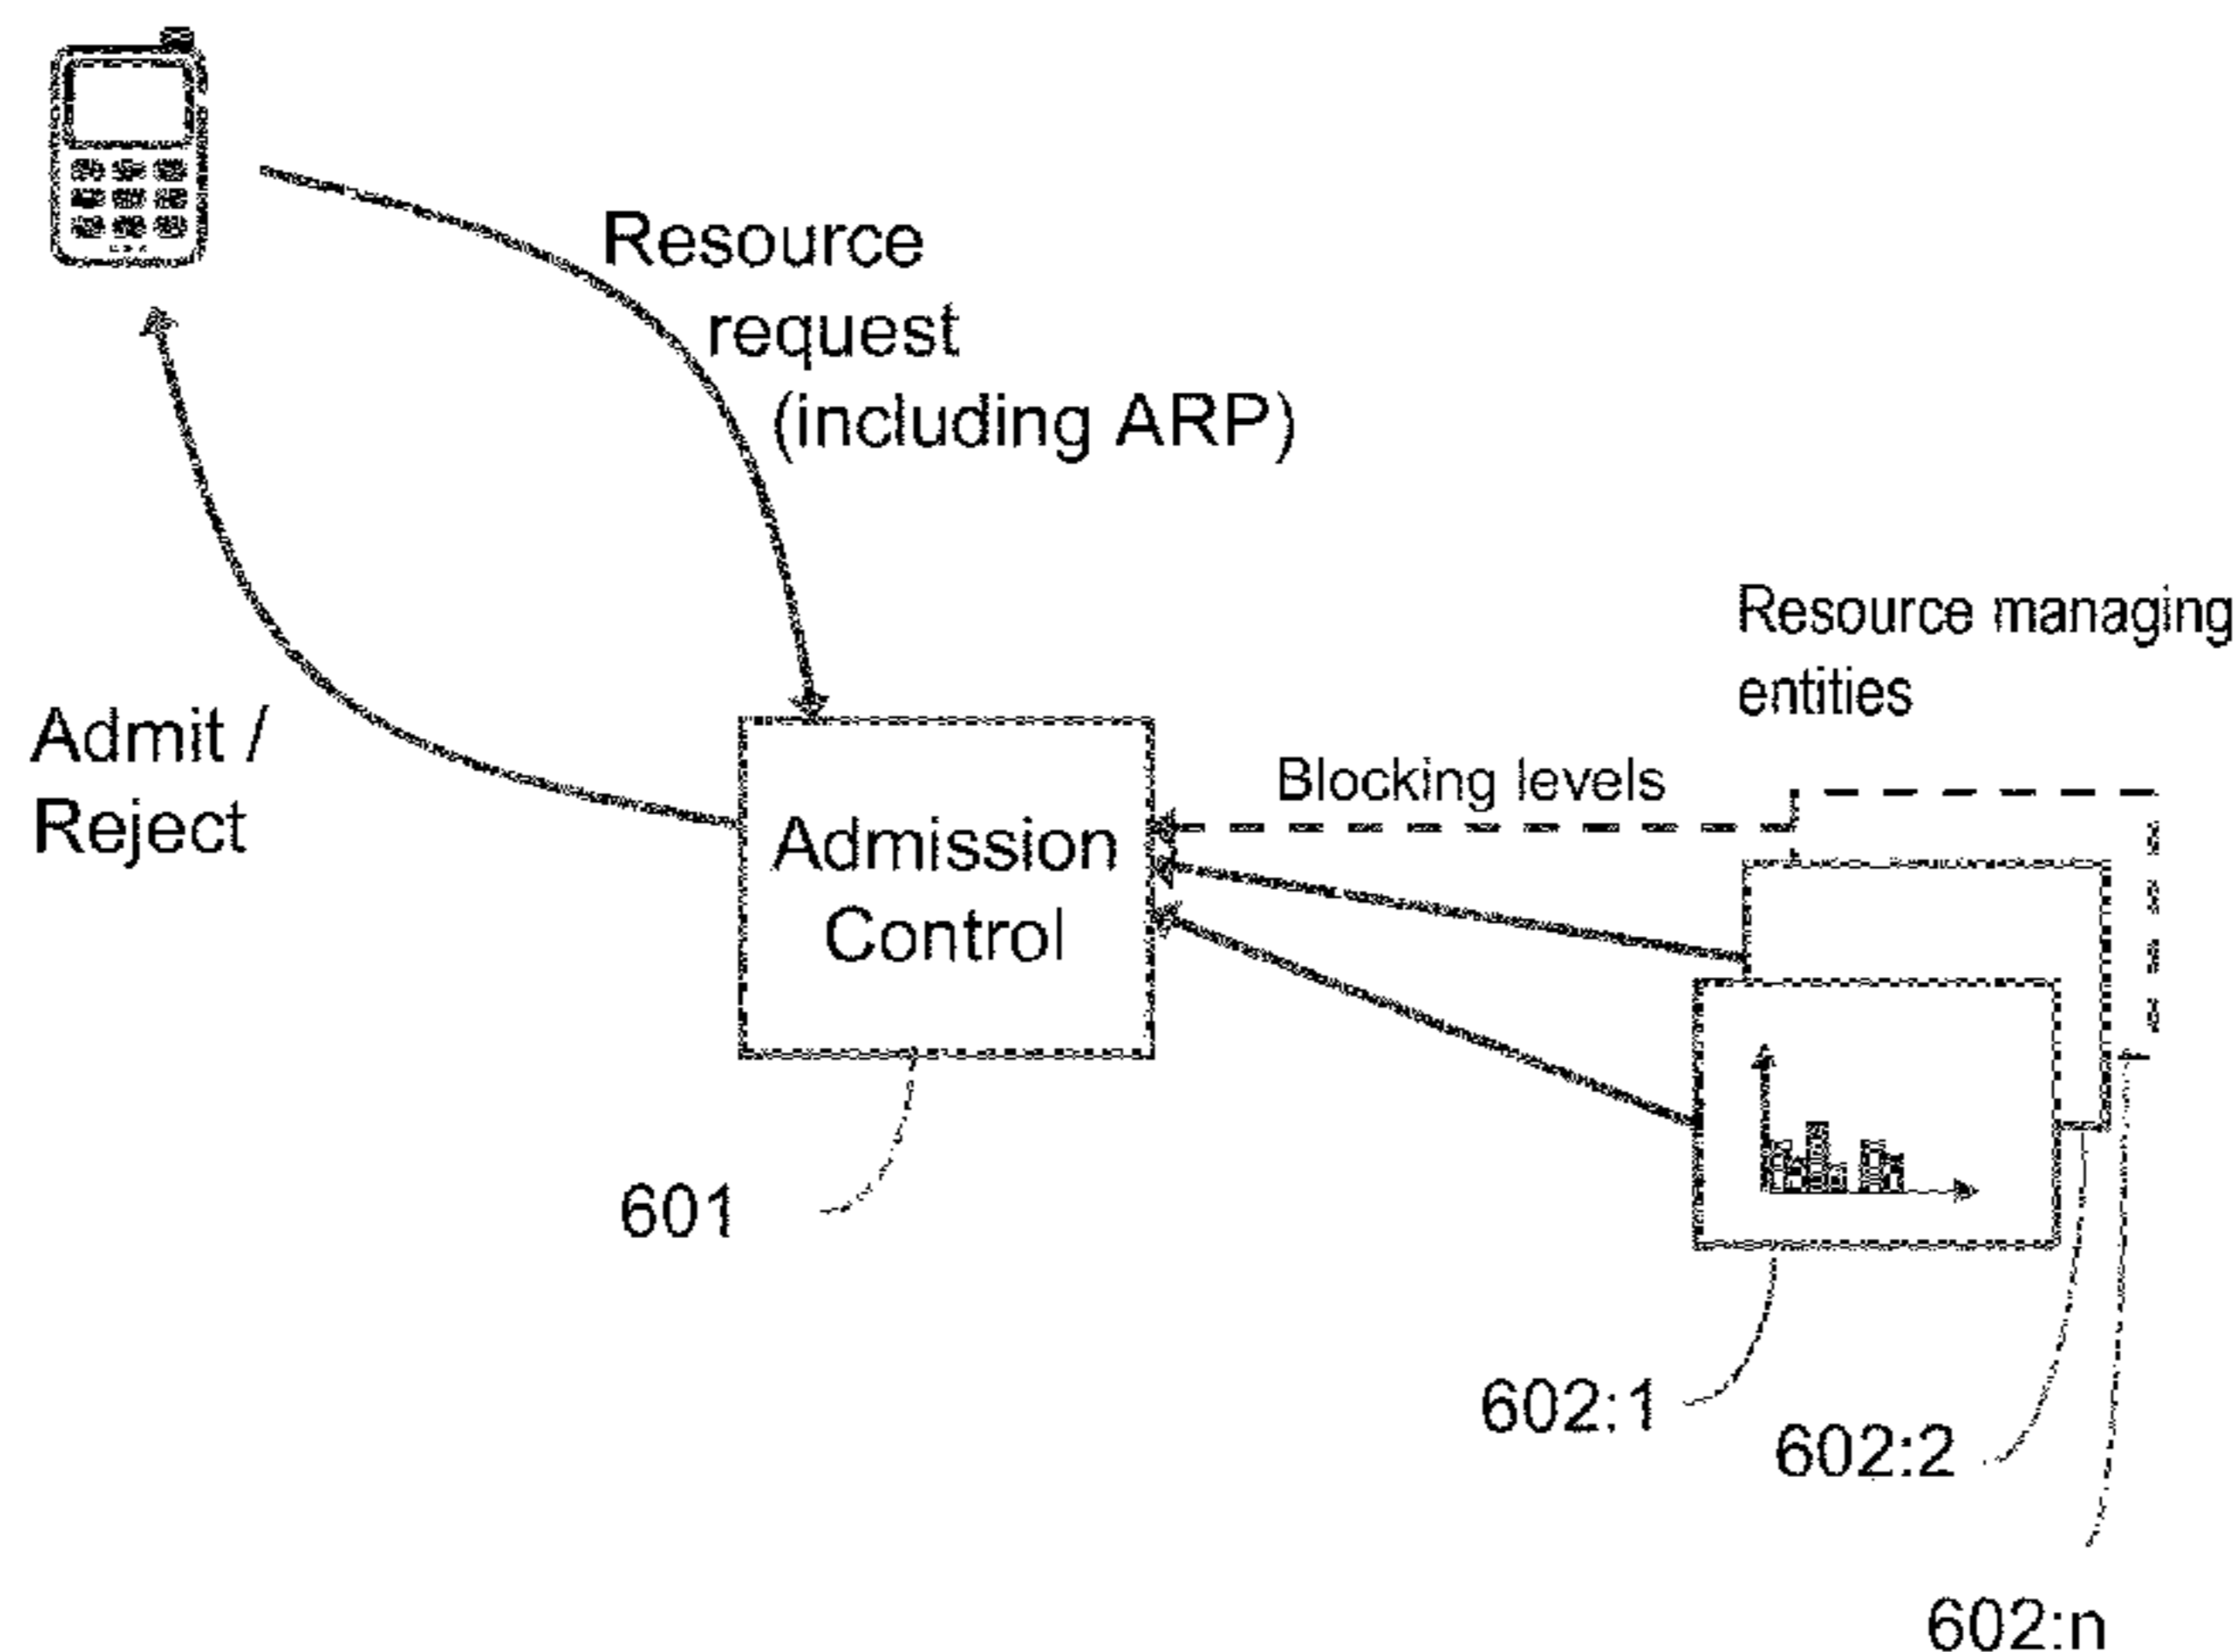 Resource
request
(including ARP)
Resource managing
entities
Admit /
Reject
Blocking levels
Admission
Control
601
602:1
602:2
602:n